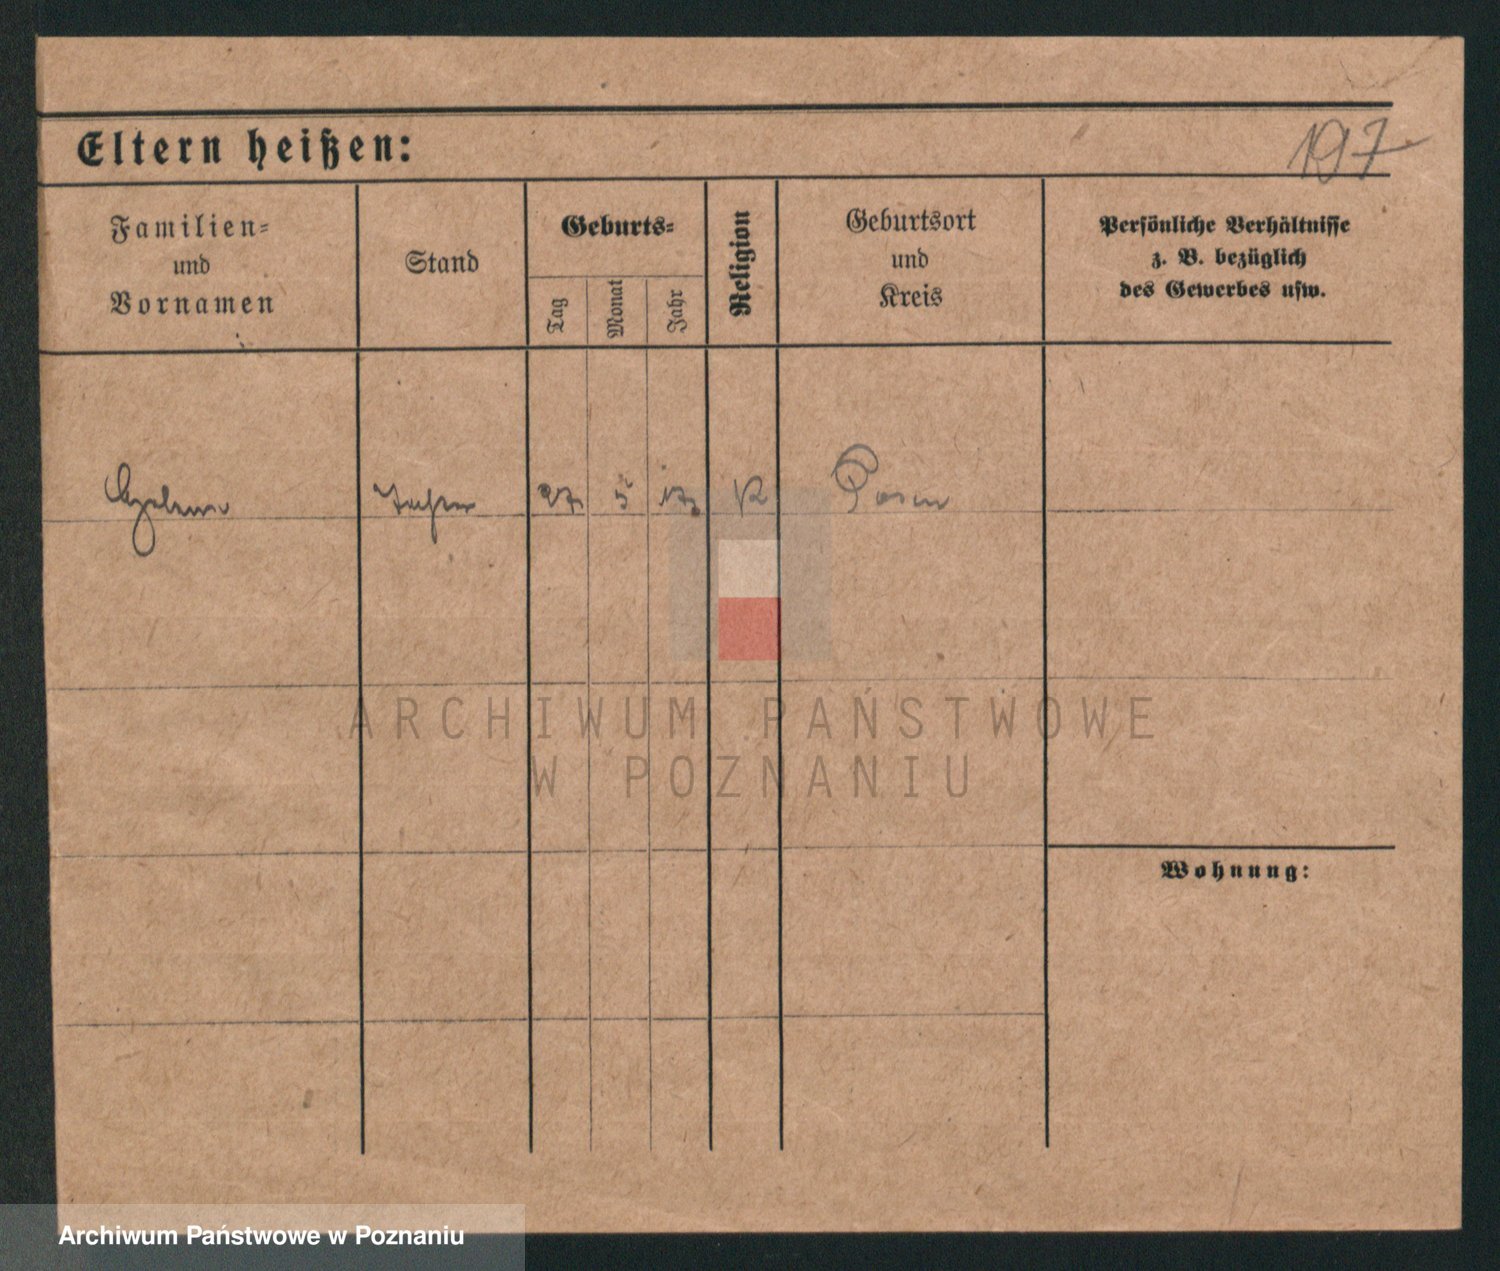 Eltern heißen:
197
Familien=
und
Vornamen
Stand
Geburts=
Tag
Monat
Jahr
Religion
Geburtsort
und
Kreis
Persönliche Verhältnisse
z. B. bezüglich
des Gewerbes usw.
27 5 K Posen
ARCHIWUM PAŃSTWOWE
W POZNANIU
Wohnung:
Archiwum Państwowe w Poznaniu